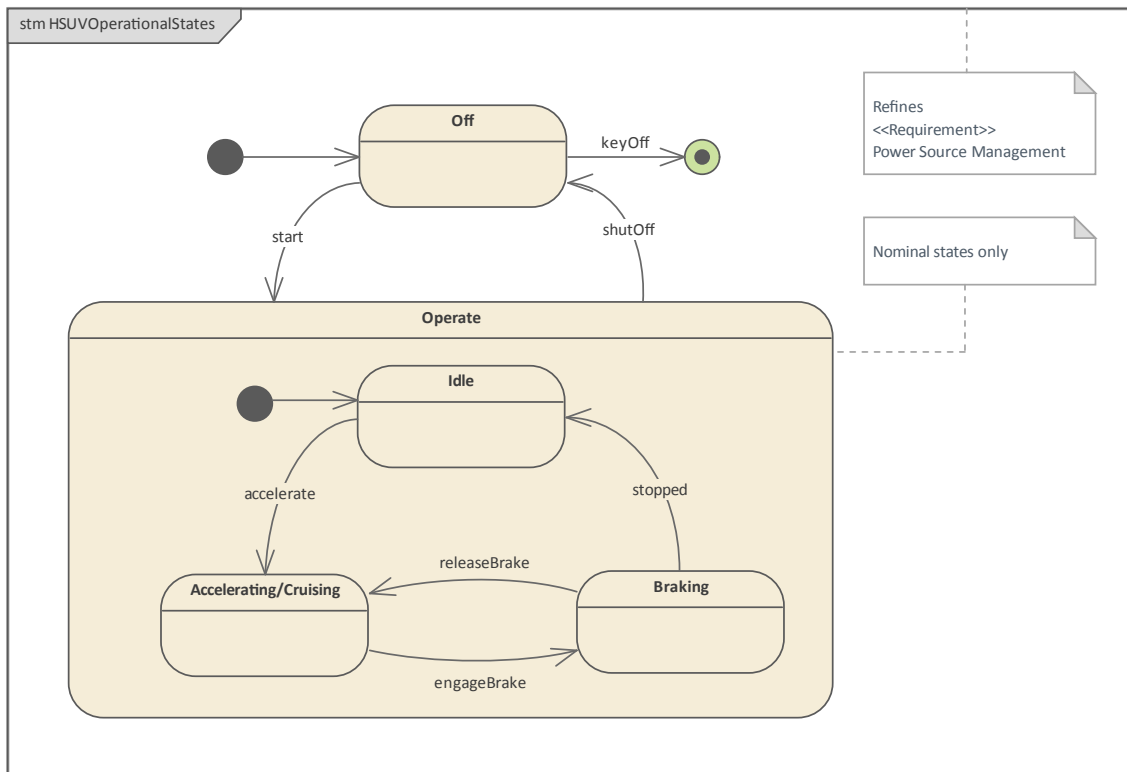 stm HSUVOperationalStates
Off
keyOff
Refines
<<Requirement>>
Power Source Management
start
shutOff
Nominal states only
Operate
Idle
accelerate
stopped
releaseBrake
Accelerating/Cruising
Braking
engageBrake